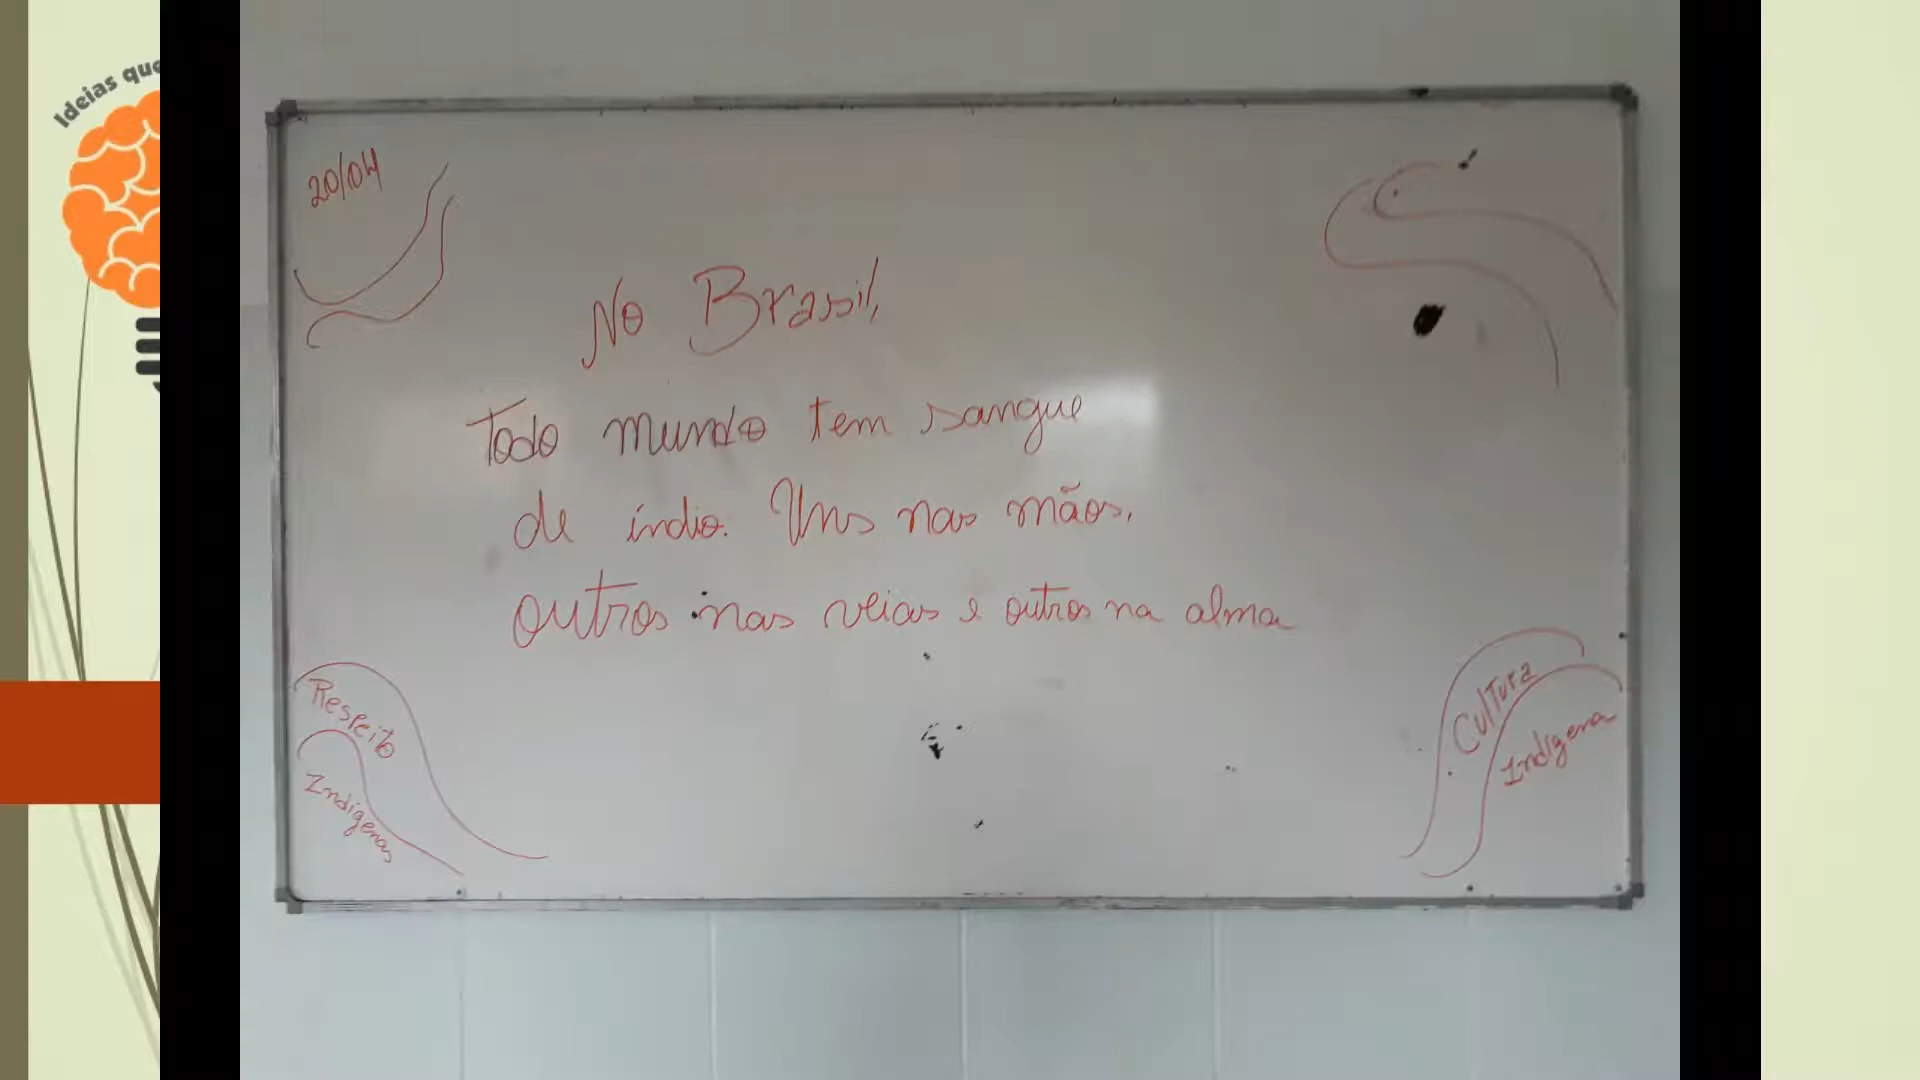 Ideias que
20/04
No Brasil,
Todo mundo tem sangue
de índio. Uns nas mãos,
outros nas veias e outros na alma
Respeito
Indígenas
Cultura
Indígena